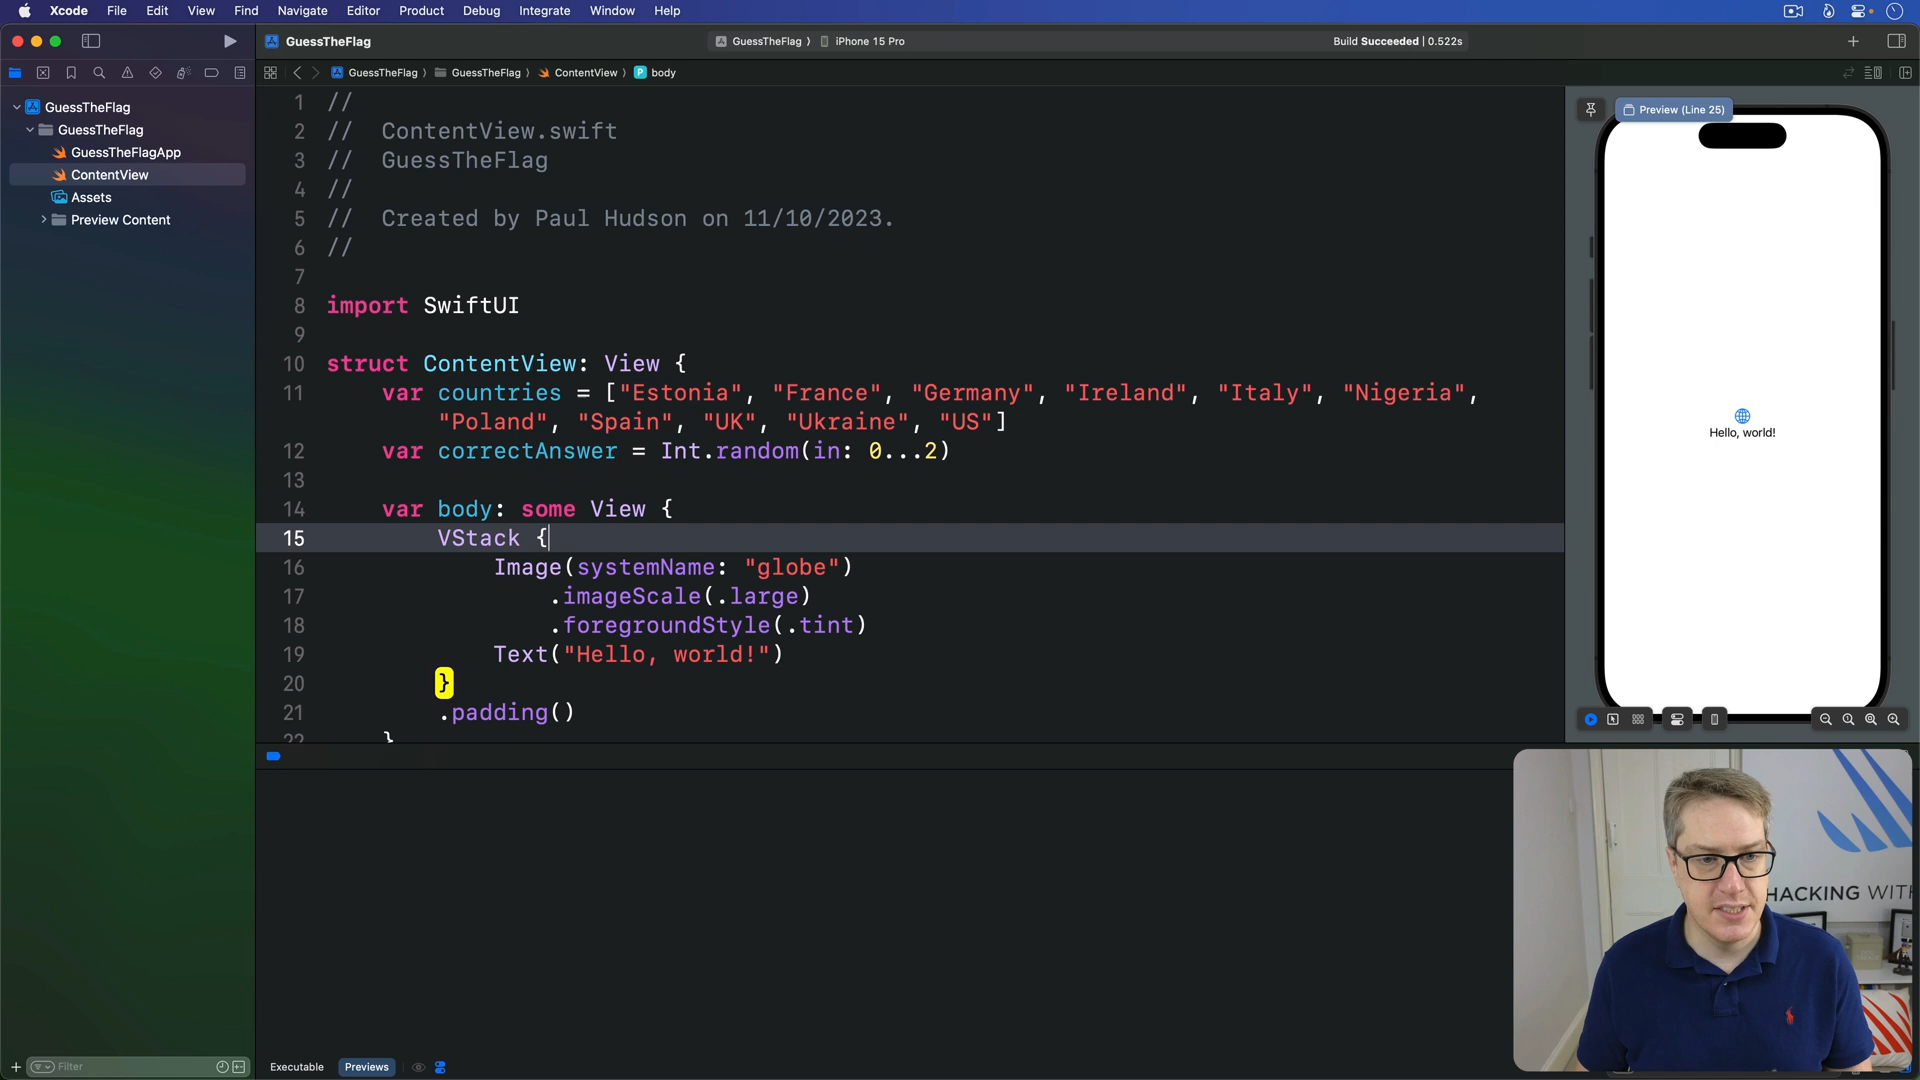 Xcode File Edit View Find Navigate Editor Product Debug Integrate Window Help
GuessTheFlag
GuessTheFlag
iPhone 15 Pro
Build Succeeded | 0.522s
GuessTheFlag
GuessTheFlag
ContentView
P body
GuessTheFlag
GuessTheFlag
GuessTheFlagApp
ContentView
Assets
Preview Content
1 //
2 // ContentView.swift
3 // GuessTheFlag
4 //
5 // Created by Paul Hudson on 11/10/2023.
6 //
7
8 import SwiftUI
9
10 struct ContentView: View {
11 var countries = ["Estonia", "France", "Germany", "Ireland", "Italy", "Nigeria",
"Poland", "Spain", "UK", "Ukraine", "US"]
12 var correctAnswer = Int.random(in: 0...2)
13
14 var body: some View {
15 VStack {
16 Image(systemName: "globe")
17 .imageScale(.large)
18 .foregroundStyle(.tint)
19 Text("Hello, world!")
20 }
21 .padding()
22 }
Preview (Line 25)
Hello, world!
HACKING WITH
Filter
Executable
Previews